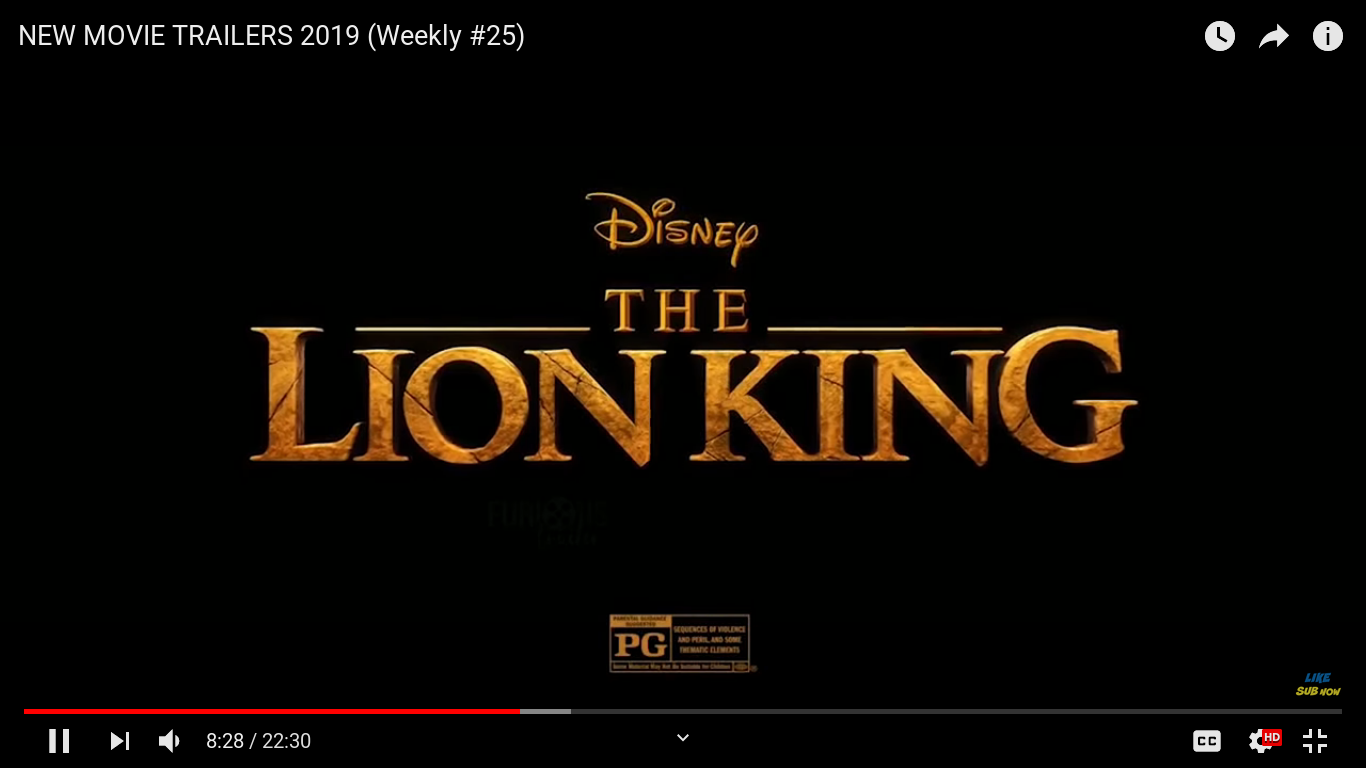 NEW MOVIE TRAILERS 2019 (Weekly #25)
DISNEY
THE
LION KING
PARENTAL GUIDANCE SUGGESTED
PG
SEQUENCES OF VIOLENCE
AND PERIL, AND SOME
THEMATIC ELEMENTS
Some Material May Not Be Suitable for Children
LIKE
SUB NOW
8:28 / 22:30
CC
HD